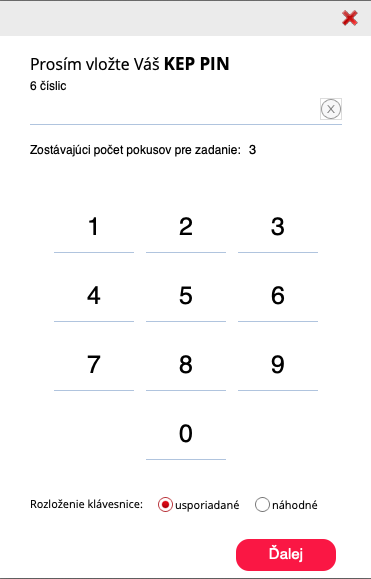 Prosím vložte Váš KEP PIN
6 číslic
X
Zostávajúci počet pokusov pre zadanie: 3
1 2 3
4 5 6
7 8 9
0
Rozloženie klávesnice: usporiadané náhodné
Ďalej